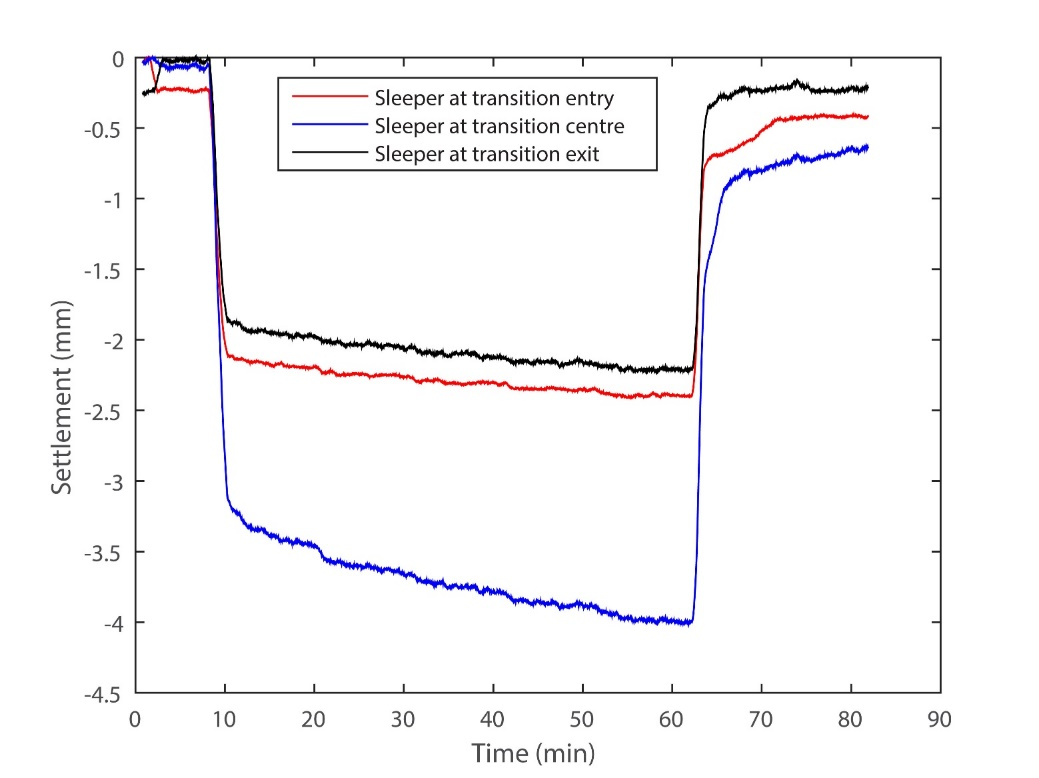 0
-0.5
-1
-1.5
-2
-2.5
-3
-3.5
-4
-4.5
Settlement (mm)
Sleeper at transition entry
Sleeper at transition centre
Sleeper at transition exit
0 10 20 30 40 50 60 70 80 90
Time (min)